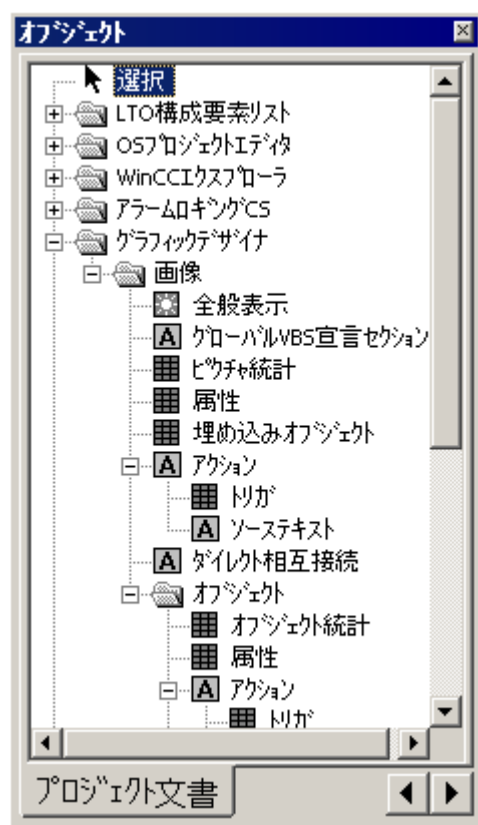 オブジェクト
選択
LTO構成要素リスト
OSプロジェクトエディタ
WinCCエクスプローラ
アラームロギングCS
グラフィックデザイナ
画像
全般表示
A グローバルVBS宣言セクション
ピクチャ統計
属性
埋め込みオブジェクト
A アクション
トリガ
A ソーステキスト
A ダイレクト相互接続
オブジェクト
オブジェクト統計
属性
A アクション
トリガ
プロジェクト文書